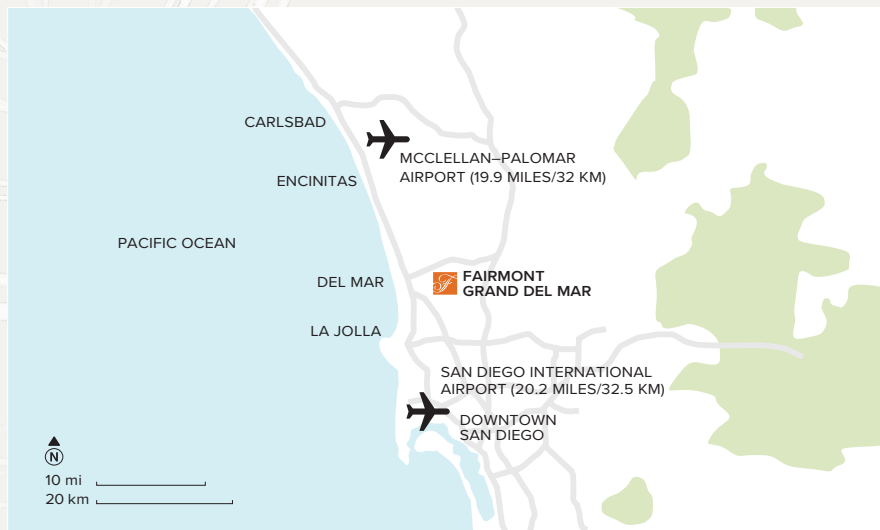 CARLSBAD
MCCLELLAN–PALOMAR
AIRPORT (19.9 MILES/32 KM)
ENCINITAS
PACIFIC OCEAN
DEL MAR
F
FAIRMONT
GRAND DEL MAR
LA JOLLA
SAN DIEGO INTERNATIONAL
AIRPORT (20.2 MILES/32.5 KM)
DOWNTOWN
SAN DIEGO
N
10 mi
20 km